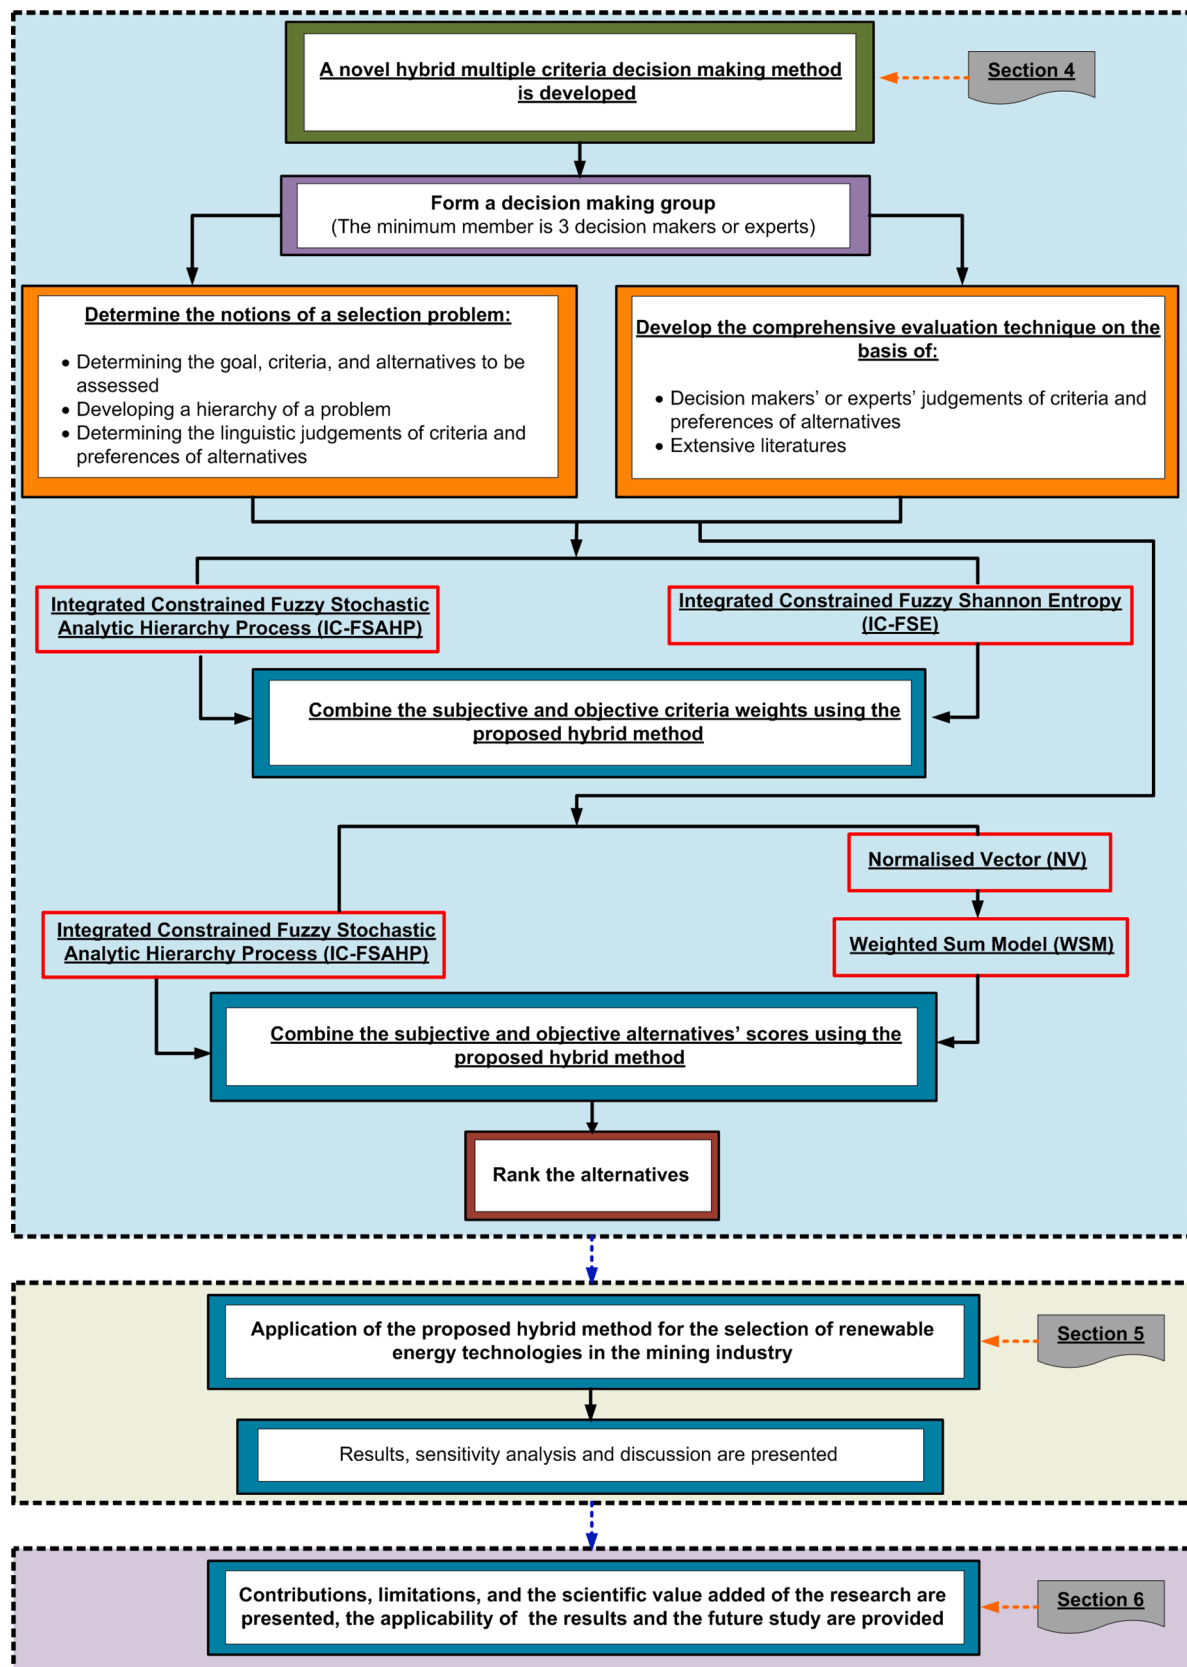 A novel hybrid multiple criteria decision making method
is developed
Section 4
Form a decision making group
(The minimum member is 3 decision makers or experts)
Determine the notions of a selection problem:
• Determining the goal, criteria, and alternatives to be
assessed
• Developing a hierarchy of a problem
• Determining the linguistic judgements of criteria and
preferences of alternatives
Develop the comprehensive evaluation technique on the
basis of:
• Decision makers’ or experts’ judgements of criteria and
preferences of alternatives
• Extensive literatures
Integrated Constrained Fuzzy Stochastic
Analytic Hierarchy Process (IC-FSAHP)
Integrated Constrained Fuzzy Shannon Entropy
(IC-FSE)
Combine the subjective and objective criteria weights using the
proposed hybrid method
Normalised Vector (NV)
Integrated Constrained Fuzzy Stochastic
Analytic Hierarchy Process (IC-FSAHP)
Weighted Sum Model (WSM)
Combine the subjective and objective alternatives’ scores using the
proposed hybrid method
Rank the alternatives
Application of the proposed hybrid method for the selection of renewable
energy technologies in the mining industry
Section 5
Results, sensitivity analysis and discussion are presented
Contributions, limitations, and the scientific value added of the research are
presented, the applicability of the results and the future study are provided
Section 6